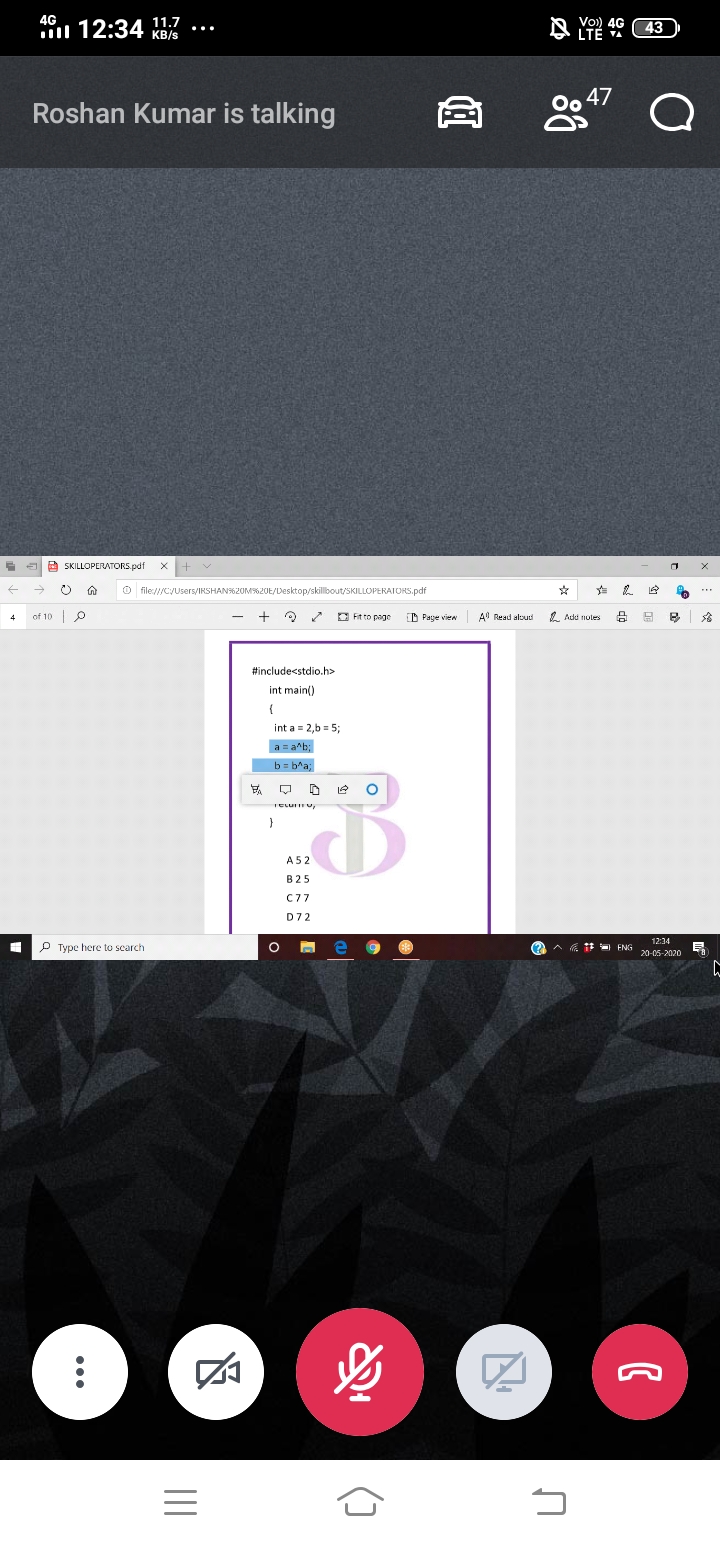 4G 12:34 11.7 KB/s ... Vo)) LTE 4G 43
Roshan Kumar is talking 47
SKILLOPERATORS.pdf
file:///C:/Users/IRSHAN%20M%20E/Desktop/skillbout/SKILLOPERATORS.pdf
4 of 10 Fit to page Page view Read aloud Add notes
#include<stdio.h>
int main()
{
int a = 2,b = 5;
a = a^b;
b = b^a;
return 0;
}
A 5 2
B 2 5
C 7 7
D 7 2
Type here to search ENG 12:34
20-05-2020 8